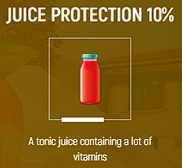 JUICE PROTECTION 10%
A tonic juice containing a lot of
vitamins